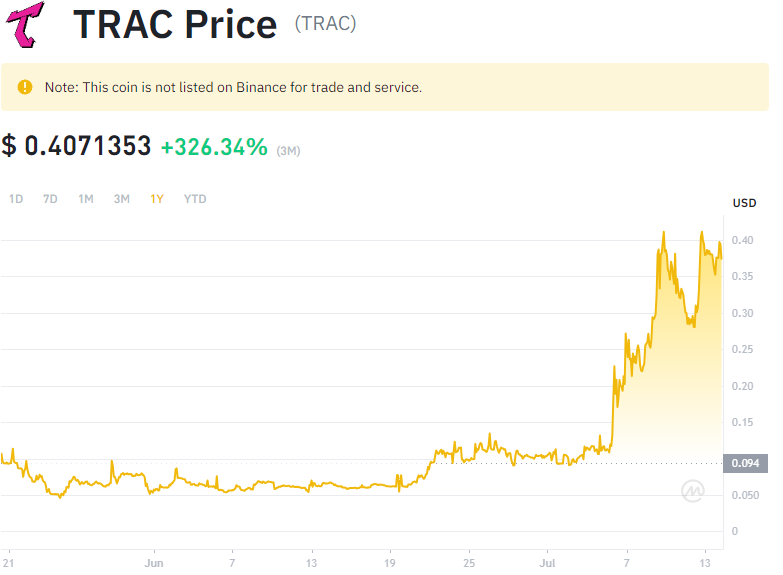 TRAC Price (TRAC)
Note: This coin is not listed on Binance for trade and service.
$ 0.4071353 +326.34% (3M)
1D 7D 1M 3M 1Y YTD
USD
0.40
0.35
0.30
0.25
0.20
0.15
0.094
0.050
0
21 Jun 7 13 19 25 Jul 7 13